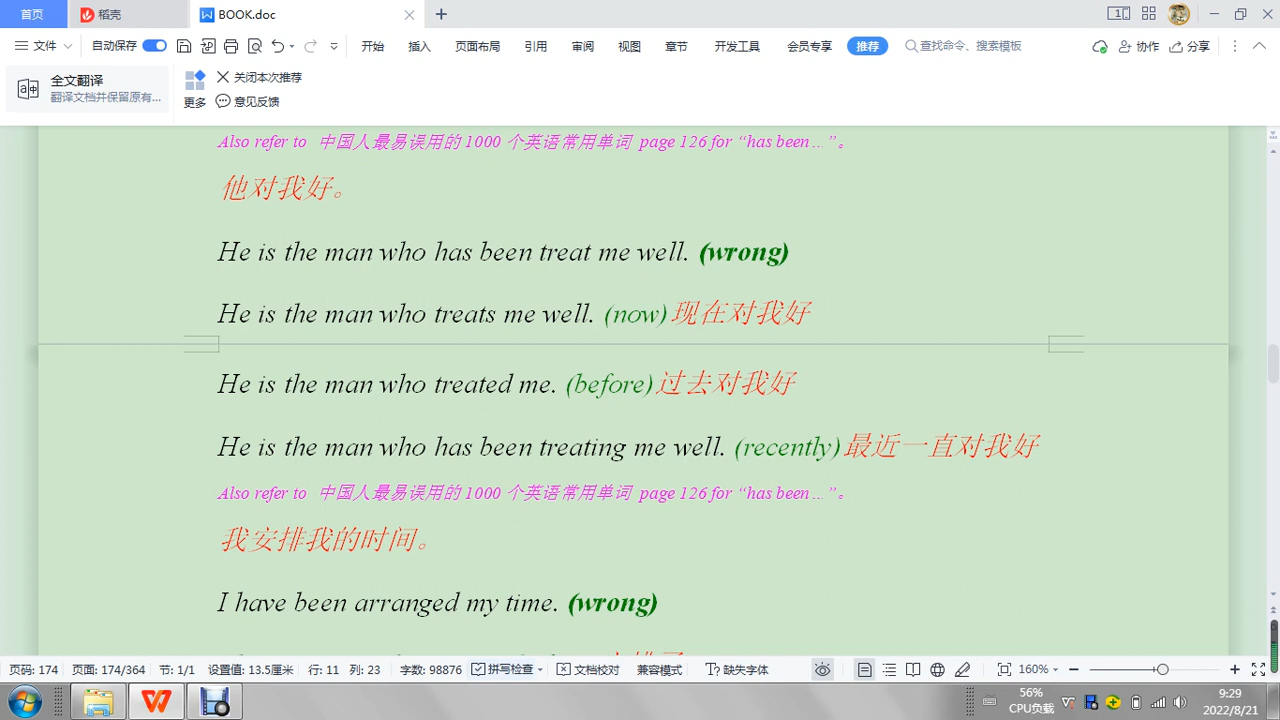 首页 稻壳 BOOK.doc
文件 自动保存 开始 插入 页面布局 引用 审阅 视图 章节 开发工具 会员专享 推荐 查找命令、搜索模板 协作 分享
全文翻译
翻译文档并保留原有...
更多
关闭本次推荐
意见反馈
Also refer to 中国人最易误用的1000个英语常用单词 page 126 for “has been…”。
他对我好。
He is the man who has been treat me well. (wrong)
He is the man who treats me well. (now)现在对我好
He is the man who treated me. (before)过去对我好
He is the man who has been treating me well. (recently)最近一直对我好
Also refer to 中国人最易误用的1000个英语常用单词 page 126 for “has been…”。
我安排我的时间。
I have been arranged my time. (wrong)
页码: 174 页面: 174/364 节: 1/1 设置值: 13.5厘米 行: 11 列: 23 字数: 98876 拼写检查 文档校对 兼容模式 缺失字体 160%
56%
CPU负载
9:29
2022/8/21